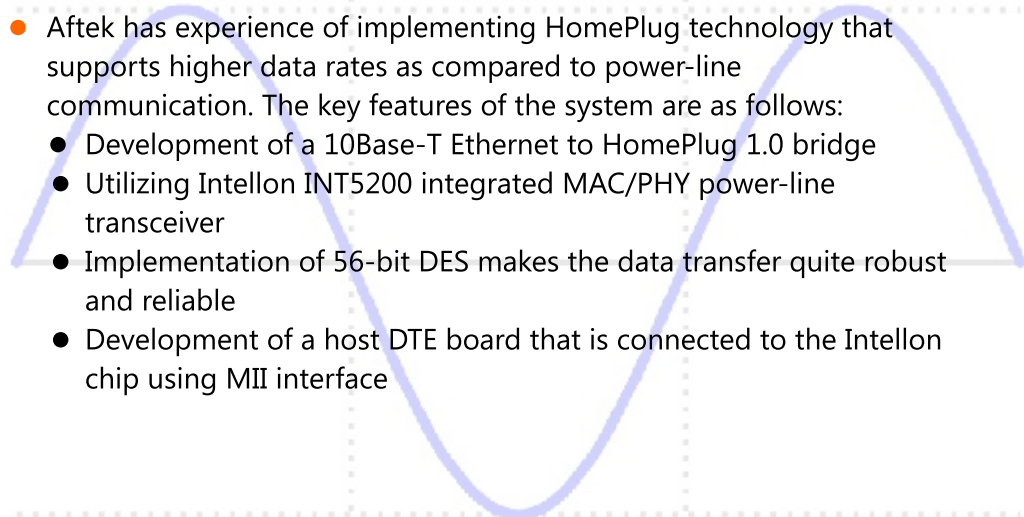 Aftek has experience of implementing HomePlug technology that
supports higher data rates as compared to power-line
communication. The key features of the system are as follows:
Development of a 10Base-T Ethernet to HomePlug 1.0 bridge
Utilizing Intellon INT5200 integrated MAC/PHY power-line
transceiver
Implementation of 56-bit DES makes the data transfer quite robust
and reliable
Development of a host DTE board that is connected to the Intellon
chip using MII interface